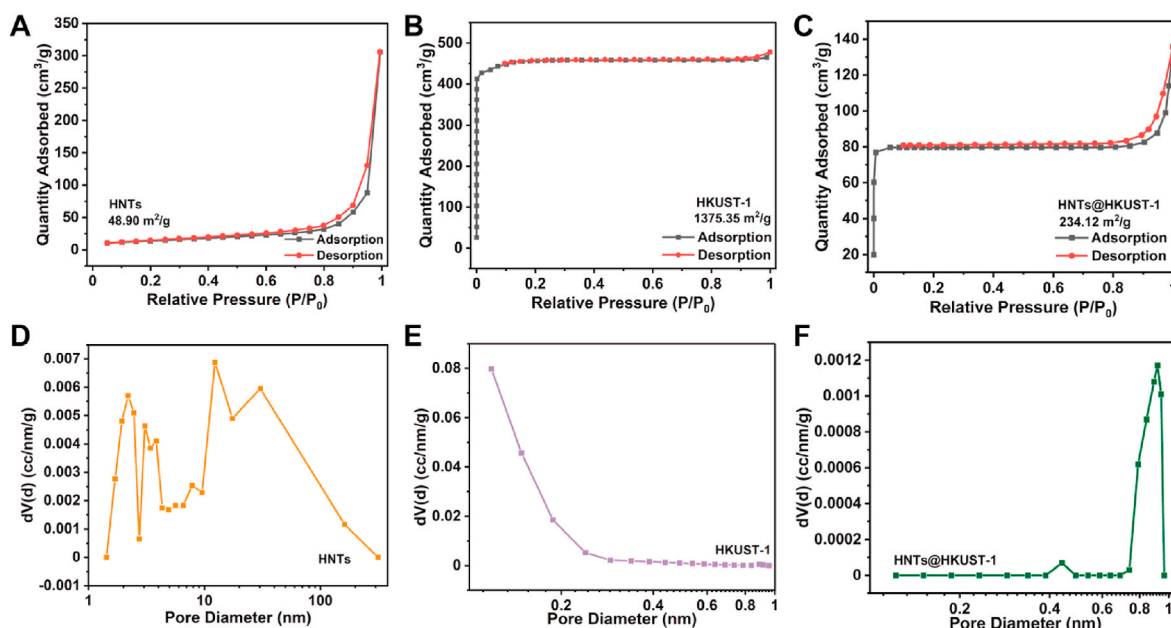 A
Quantity Adsorbed (cm³/g)
350
300
250
200
150
100
50
0
HNTs
48.90 m²/g
Adsorption
Desorption
0
0.2
0.4
0.6
0.8
1
Relative Pressure (P/P₀)
B
Quantity Adsorbed (cm³/g)
500
400
300
200
100
0
HKUST-1
1375.35 m²/g
Adsorption
Desorption
0
0.2
0.4
0.6
0.8
1
Relative Pressure (P/P₀)
C
Quantity Adsorbed (cm³/g)
140
120
100
80
60
40
20
HNTs@HKUST-1
234.12 m²/g
Adsorption
Desorption
0
0.2
0.4
0.6
0.8
1
Relative Pressure (P/P₀)
D
dV(d) (cc/nm/g)
0.007
0.006
0.005
0.004
0.003
0.002
0.001
0
-0.001
HNTs
1
10
100
Pore Diameter (nm)
E
dV(d) (cc/nm/g)
0.08
0.06
0.04
0.02
0
HKUST-1
0.2
0.4
0.6
0.8
1
Pore Diameter (nm)
F
dV(d) (cc/nm/g)
0.0012
0.001
0.0008
0.0006
0.0004
0.0002
0
HNTs@HKUST-1
0.2
0.4
0.6
0.8
1
Pore Diameter (nm)